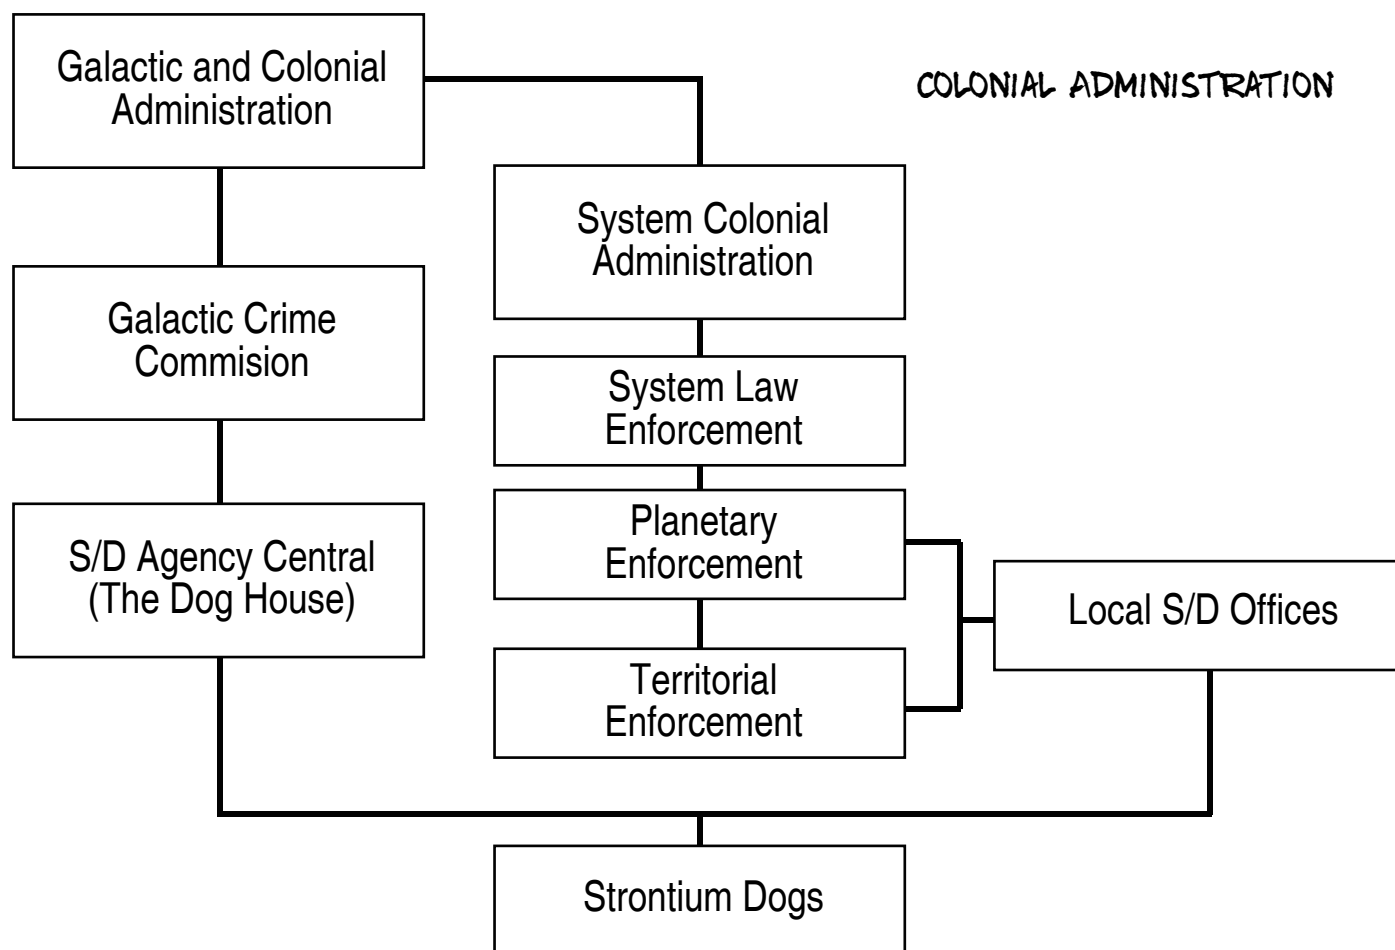 Galactic and Colonial
Administration
COLONIAL ADMINISTRATION
System Colonial
Administration
Galactic Crime
Commision
System Law
Enforcement
S/D Agency Central
(The Dog House)
Planetary
Enforcement
Local S/D Offices
Territorial
Enforcement
Strontium Dogs